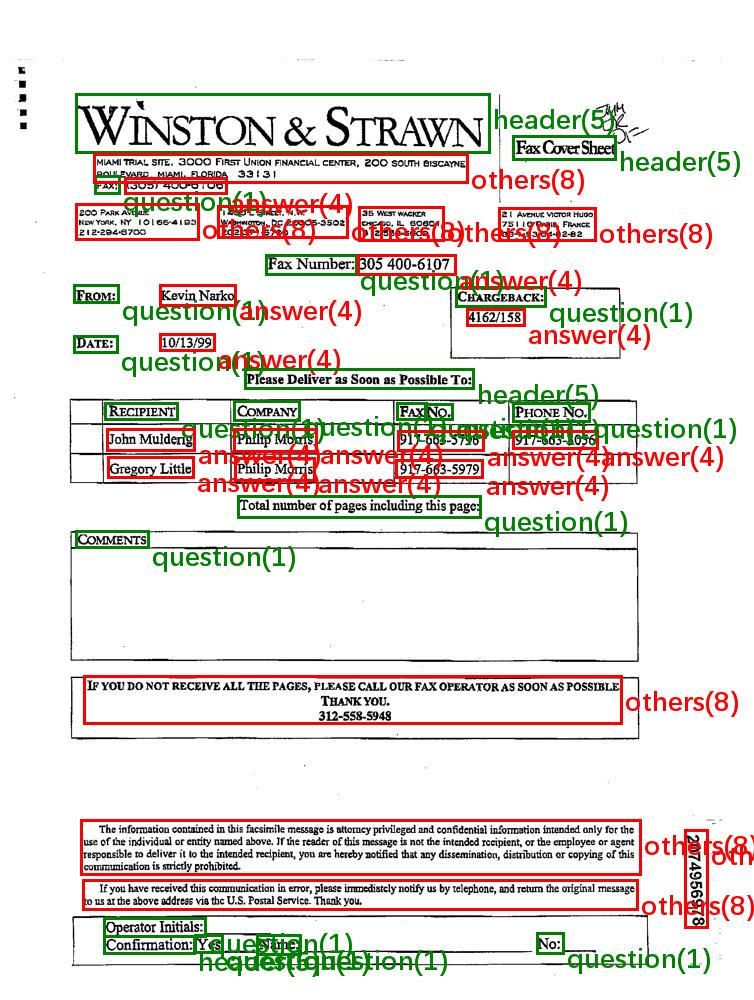 WINSTON & STRAWN
header(5)
Fax Cover Sheet
header(5)
MIAMI TRIAL SITE, 3000 FIRST UNION FINANCIAL CENTER, 200 SOUTH BISCAYNE
BOULEVARD, MIAMI, FLORIDA 33131
others(8)
FAX: (305) 400-6106
question(1) answer(4)
200 PARK AVENUE
NEW YORK, NY 10166-4193
212-294-6700
others(8)
35 WEST WACKER
CHICAGO, IL
others(8)
21 AVENUE VICTOR HUGO
75116 PARIS, FRANCE
others(8)
Fax Number: 305 400-6107
question(1) answer(4)
FROM: Kevin Narko
question(1) answer(4)
CHARGEBACK:
question(1)
4162/158
answer(4)
DATE: 10/13/99
question(1) answer(4)
Please Deliver as Soon as Possible To:
header(5)
RECIPIENT COMPANY FAX NO. PHONE NO.
question(1) question(1) question(1) question(1)
John Mulderig Philip Morris 917-663-5796 917-663-2056
answer(4) answer(4) answer(4) answer(4)
Gregory Little Philip Morris 917-663-5979
answer(4) answer(4) answer(4)
Total number of pages including this page:
question(1)
COMMENTS
question(1)
IF YOU DO NOT RECEIVE ALL THE PAGES, PLEASE CALL OUR FAX OPERATOR AS SOON AS POSSIBLE
THANK YOU.
312-558-5948
others(8)
The information contained in this facsimile message is attorney privileged and confidential information intended only for the
use of the individual or entity named above. If the reader of this message is not the intended recipient, or the employee or agent
responsible to deliver it to the intended recipient, you are hereby notified that any dissemination, distribution or copying of this
communication is strictly prohibited.
others(8)
If you have received this communication in error, please immediately notify us by telephone, and return the original message
to us at the above address via the U.S. Postal Service. Thank you.
others(8)
Operator Initials:
question(1)
Confirmation: Yes Name: No:
header(5) question(1) question(1) question(1)